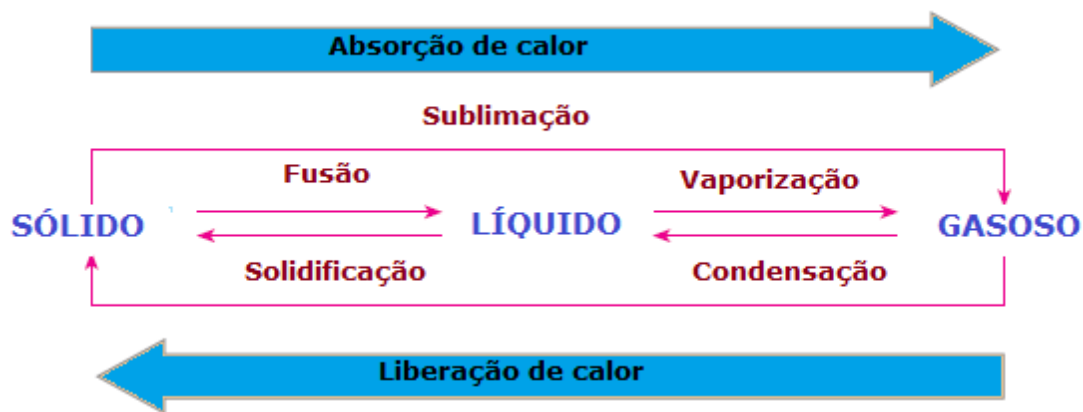 Absorção de calor
Sublimação
Fusão
Vaporização
SÓLIDO
LÍQUIDO
GASOSO
Solidificação
Condensação
Liberação de calor